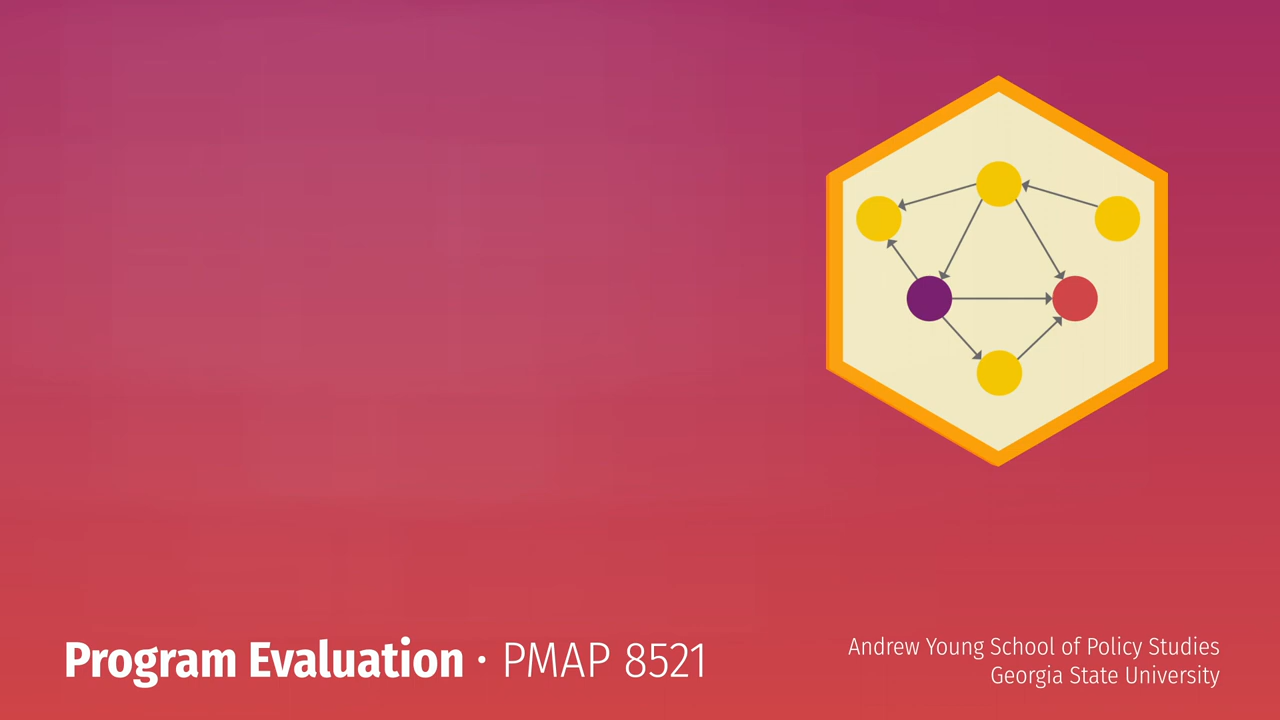 Program Evaluation · PMAP 8521
Andrew Young School of Policy Studies
Georgia State University